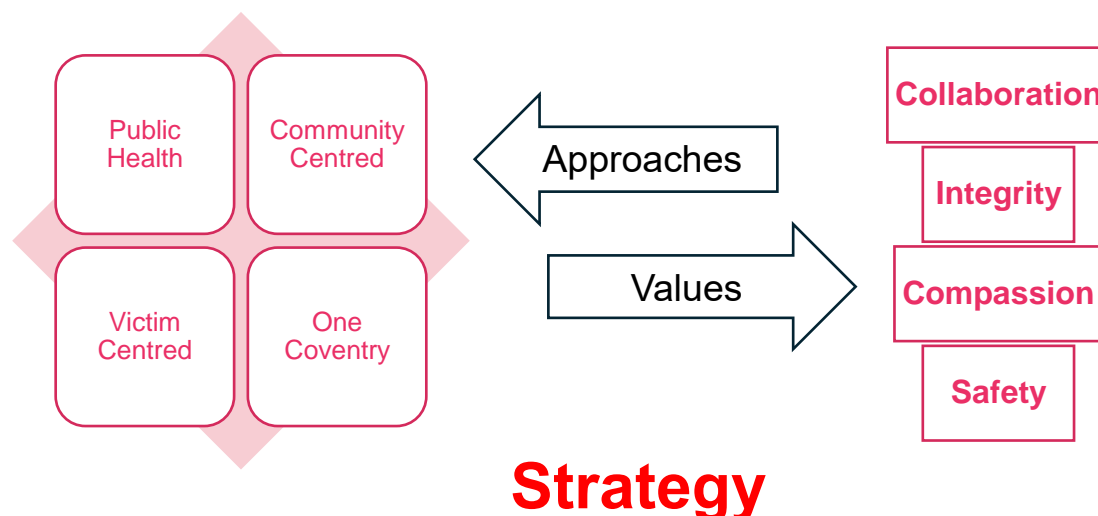 Public
Health
Community
Centred
Victim
Centred
One
Coventry
Approaches
Values
Collaboration
Integrity
Compassion
Safety
Strategy